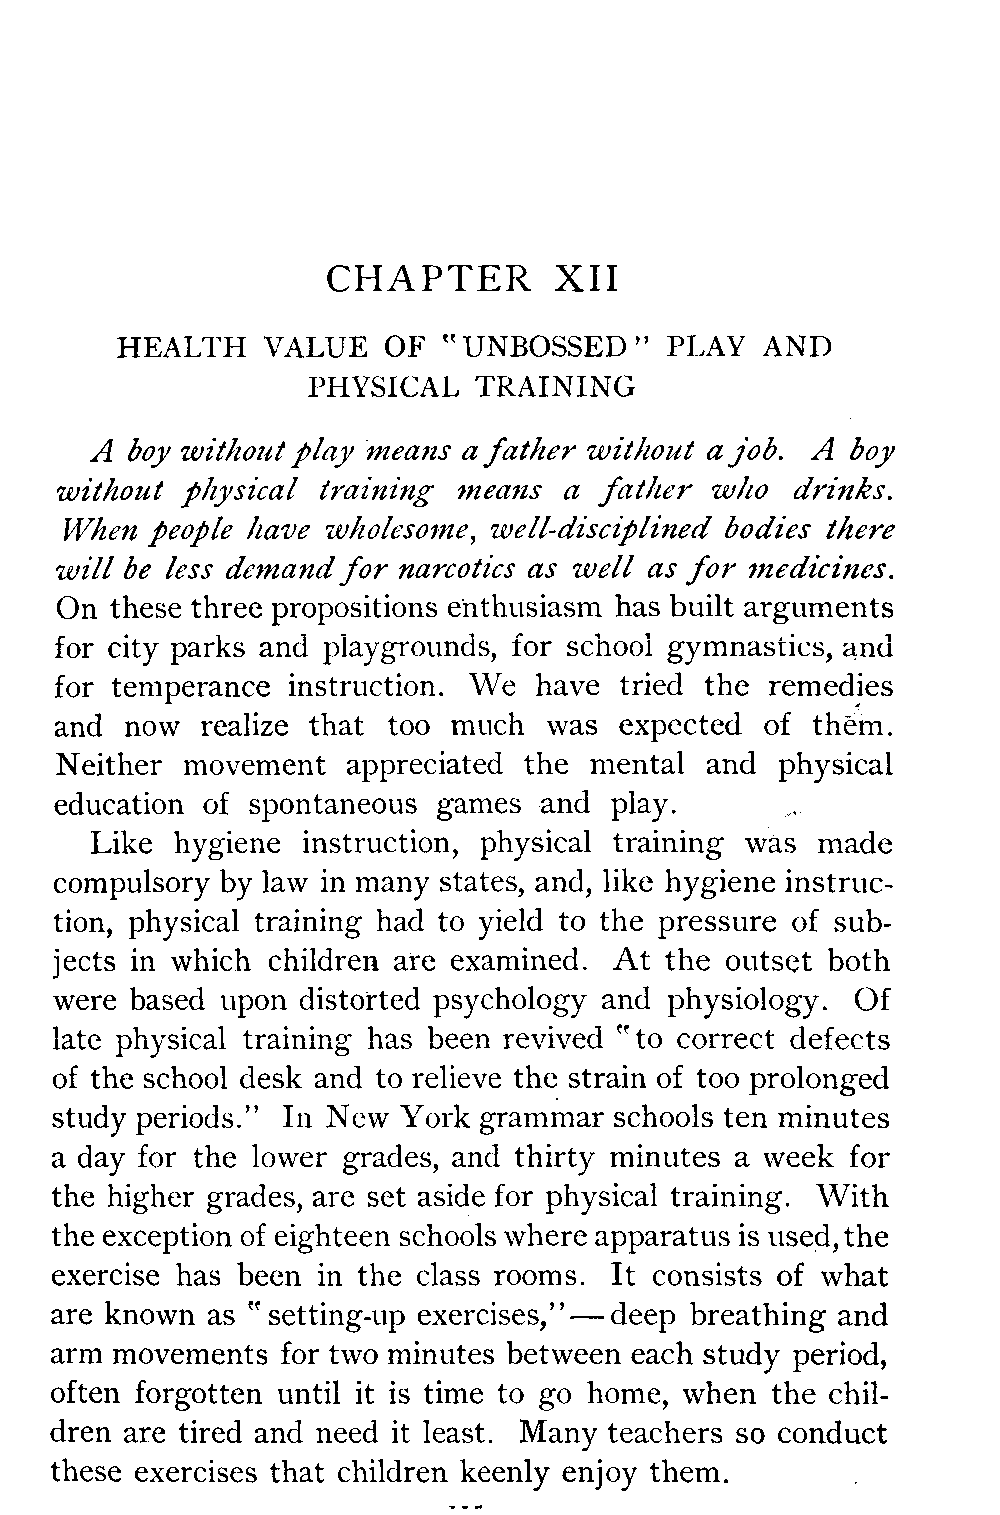 CHAPTER XII
HEALTH VALUE OF "UNBOSSED" PLAY AND
PHYSICAL TRAINING
A boy without play means a father without a job. A boy
without physical training means a father who drinks.
When people have wholesome, well-disciplined bodies there
will be less demand for narcotics as well as for medicines.
On these three propositions enthusiasm has built arguments
for city parks and playgrounds, for school gymnastics, and
for temperance instruction. We have tried the remedies
and now realize that too much was expected of them.
Neither movement appreciated the mental and physical
education of spontaneous games and play.
Like hygiene instruction, physical training was made
compulsory by law in many states, and, like hygiene instruc-
tion, physical training had to yield to the pressure of sub-
jects in which children are examined. At the outset both
were based upon distorted psychology and physiology. Of
late physical training has been revived "to correct defects
of the school desk and to relieve the strain of too prolonged
study periods." In New York grammar schools ten minutes
a day for the lower grades, and thirty minutes a week for
the higher grades, are set aside for physical training. With
the exception of eighteen schools where apparatus is used, the
exercise has been in the class rooms. It consists of what
are known as "setting-up exercises,"—deep breathing and
arm movements for two minutes between each study period,
often forgotten until it is time to go home, when the chil-
dren are tired and need it least. Many teachers so conduct
these exercises that children keenly enjoy them.